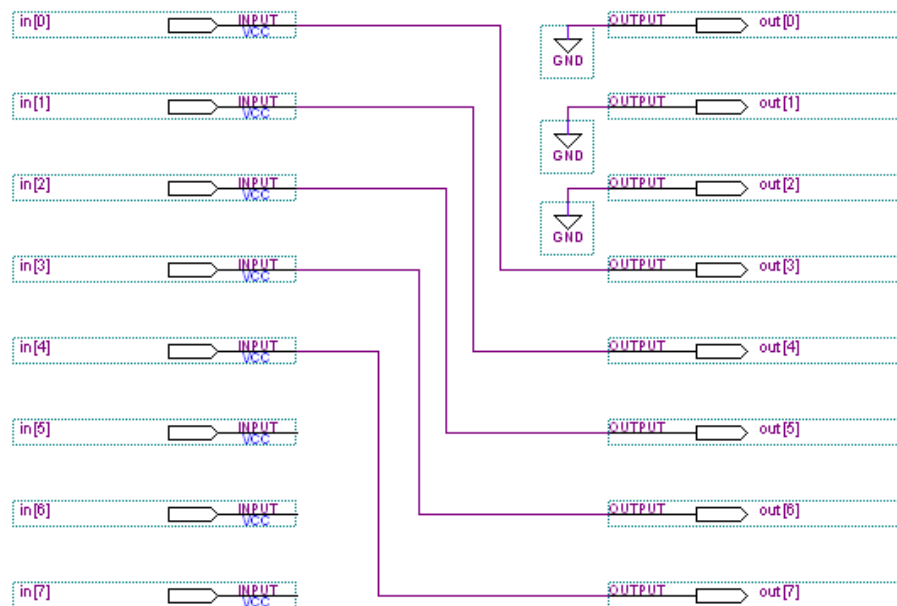 in[0] INPUT VCC OUTPUT out[0]
GND
in[1] INPUT VCC OUTPUT out[1]
GND
in[2] INPUT VCC OUTPUT out[2]
GND
in[3] INPUT VCC OUTPUT out[3]
in[4] INPUT VCC OUTPUT out[4]
in[5] INPUT VCC OUTPUT out[5]
in[6] INPUT VCC OUTPUT out[6]
in[7] INPUT VCC OUTPUT out[7]